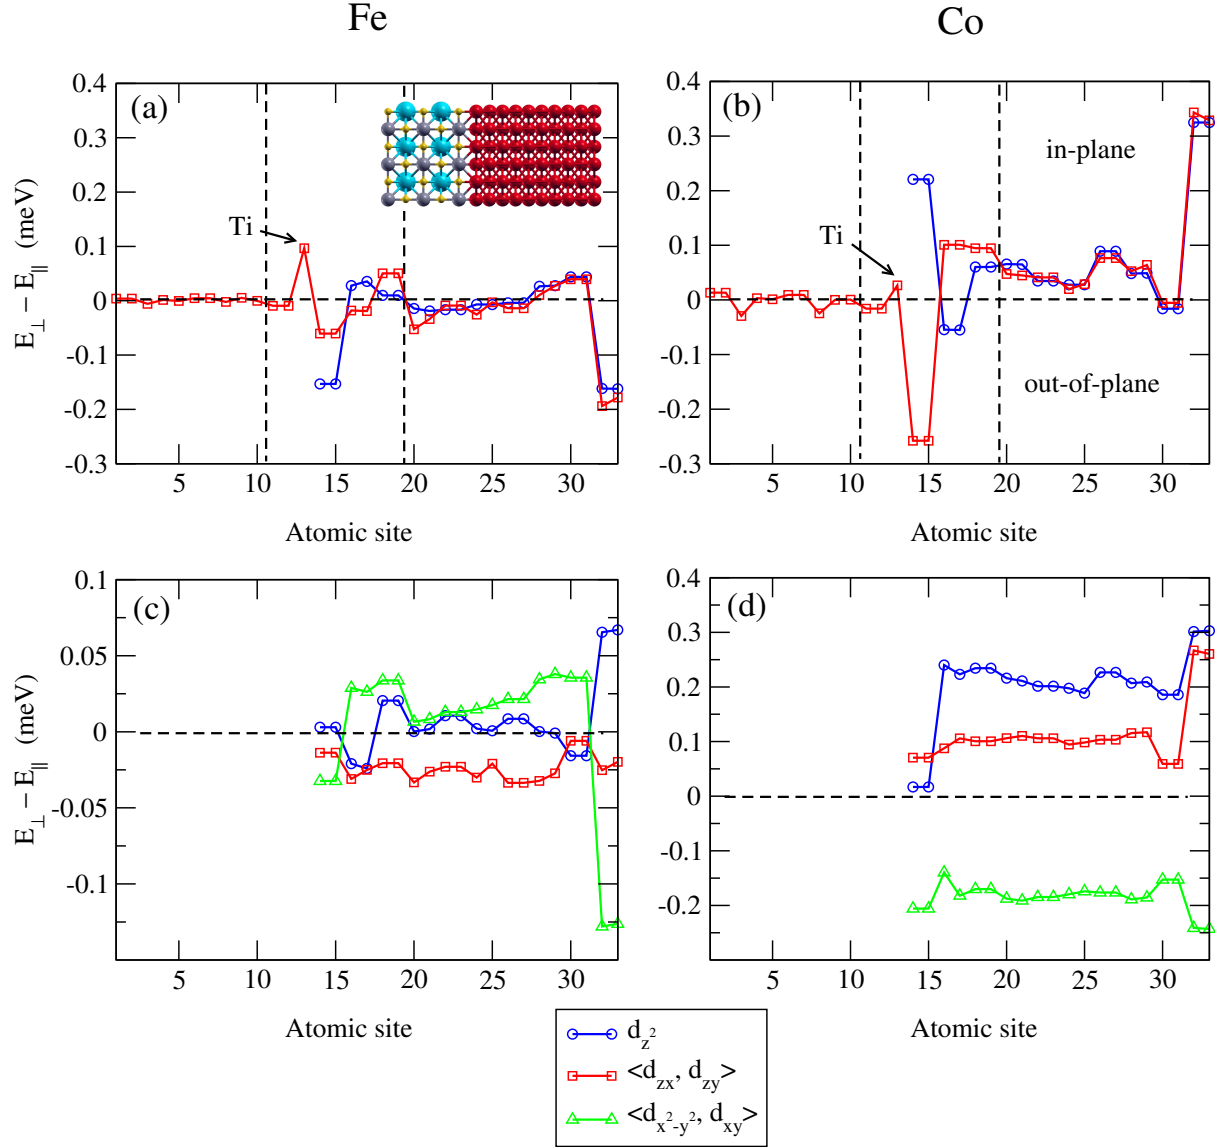 Fe
Co
(a)
(b)
0.4
0.3
0.2
0.1
0
-0.1
-0.2
-0.3
E⊥ − E∥ (meV)
Ti
5
10
15
20
25
30
Atomic site
0.4
0.3
0.2
0.1
0
-0.1
-0.2
-0.3
in-plane
Ti
out-of-plane
5
10
15
20
25
30
Atomic site
(c)
0.1
0.05
0
-0.05
-0.1
E⊥ − E∥ (meV)
5
10
15
20
25
30
Atomic site
(d)
0.4
0.3
0.2
0.1
0
-0.1
-0.2
5
10
15
20
25
30
Atomic site
d_z²
<d_zx, d_zy>
<d_x²-y², d_xy>